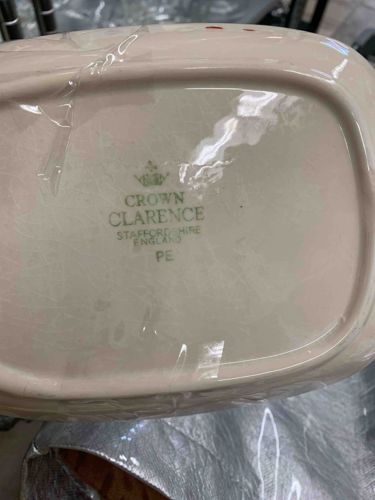 CROWN
CLARENCE
STAFFORDSHIRE
ENGLAND
PE